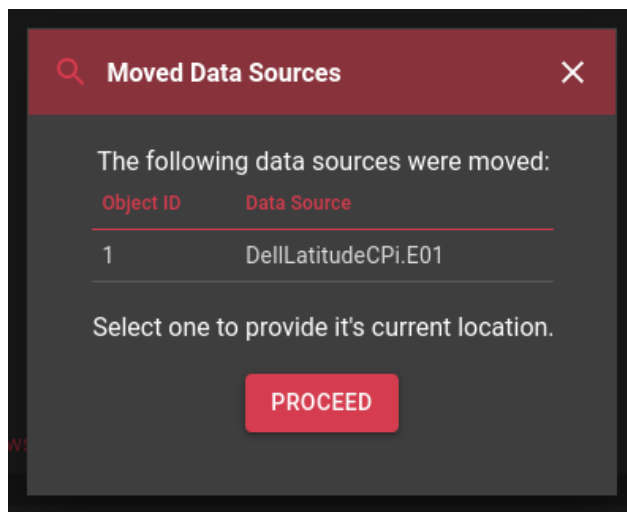 Moved Data Sources
The following data sources were moved:
Object ID Data Source
1 DellLatitudeCPi.E01
Select one to provide it's current location.
PROCEED